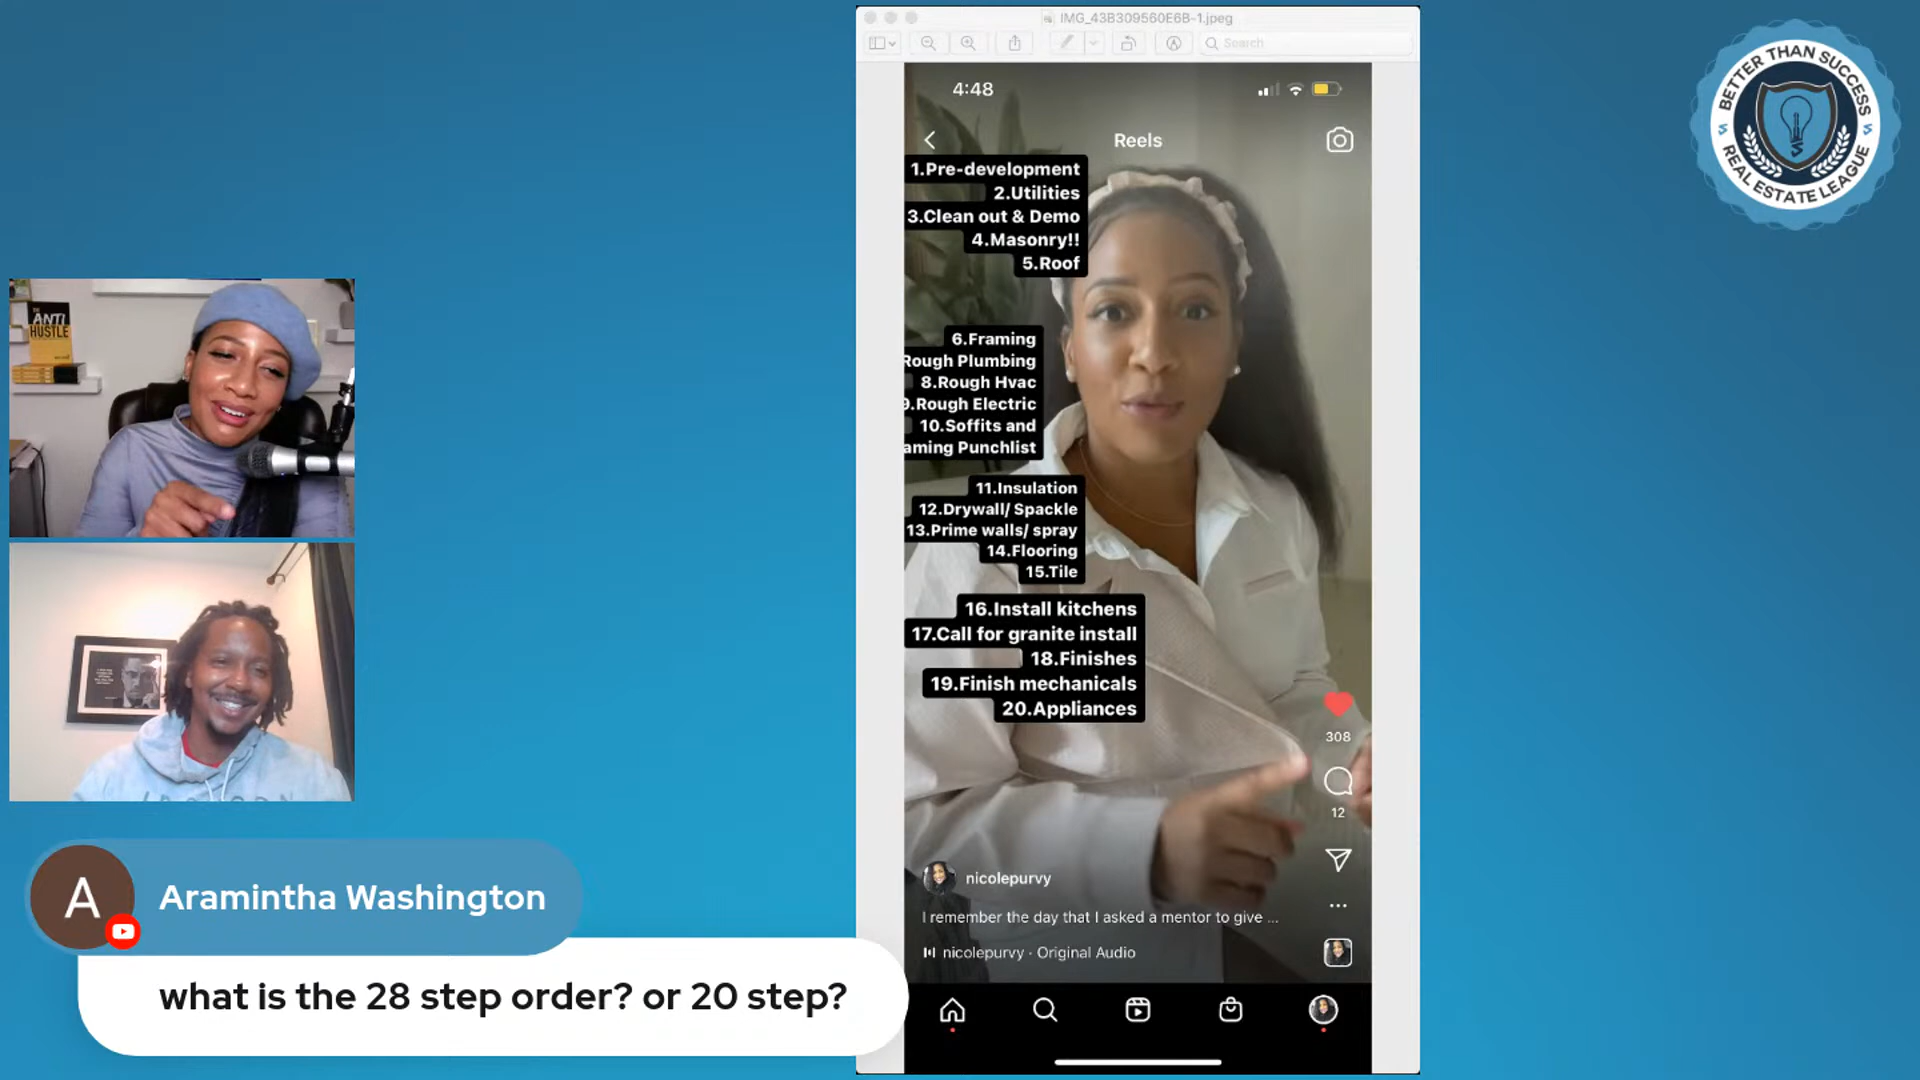 IMG_43B309560E6B-1.jpeg
Search
BETTER THAN SUCCESS
REAL ESTATE LEAGUE
4:48
Reels
1.Pre-development
2.Utilities
3.Clean out & Demo
4.Masonry!!
5.Roof
6.Framing
Rough Plumbing
8.Rough Hvac
9.Rough Electric
10.Soffits and
aming Punchlist
11.Insulation
12.Drywall/ Spackle
13.Prime walls/ spray
14.Flooring
15.Tile
16.Install kitchens
17.Call for granite install
18.Finishes
19.Finish mechanicals
20.Appliances
308
12
nicolepurvy
I remember the day that I asked a mentor to give ...
nicolepurvy · Original Audio
ANTI
HUSTLE
A
Aramintha Washington
what is the 28 step order? or 20 step?